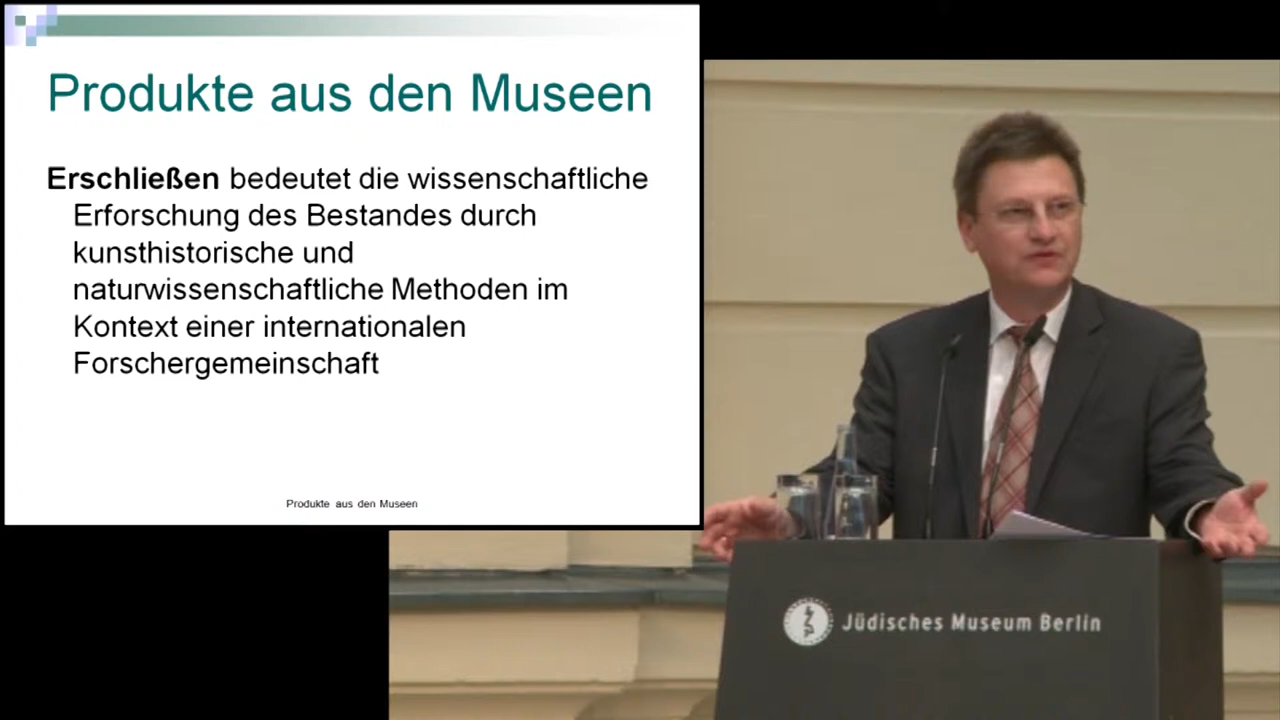 Produkte aus den Museen
Erschließen bedeutet die wissenschaftliche
Erforschung des Bestandes durch
kunsthistorische und
naturwissenschaftliche Methoden im
Kontext einer internationalen
Forschergemeinschaft
Produkte aus den Museen
Jüdisches Museum Berlin